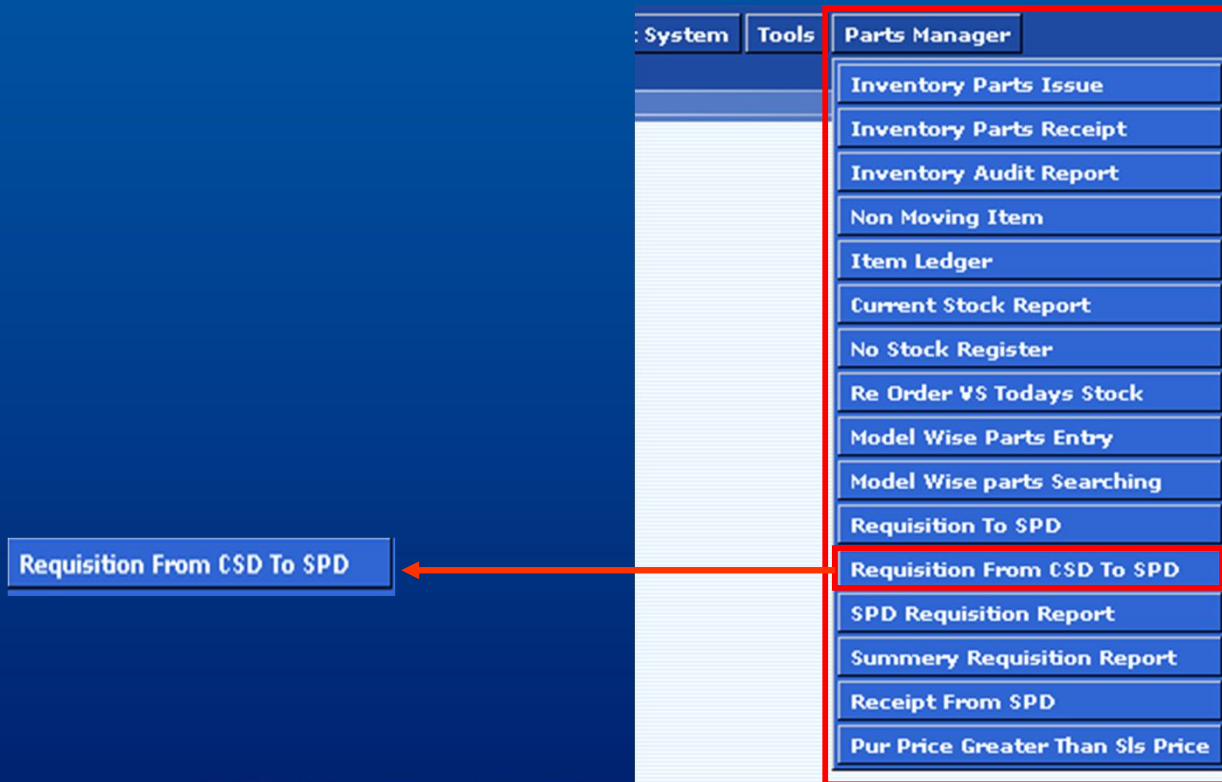 : System Tools Parts Manager
Inventory Parts Issue
Inventory Parts Receipt
Inventory Audit Report
Non Moving Item
Item Ledger
Current Stock Report
No Stock Register
Re Order VS Todays Stock
Model Wise Parts Entry
Model Wise parts Searching
Requisition To SPD
Requisition From CSD To SPD
Requisition From CSD To SPD
SPD Requisition Report
Summery Requisition Report
Receipt From SPD
Pur Price Greater Than Sls Price